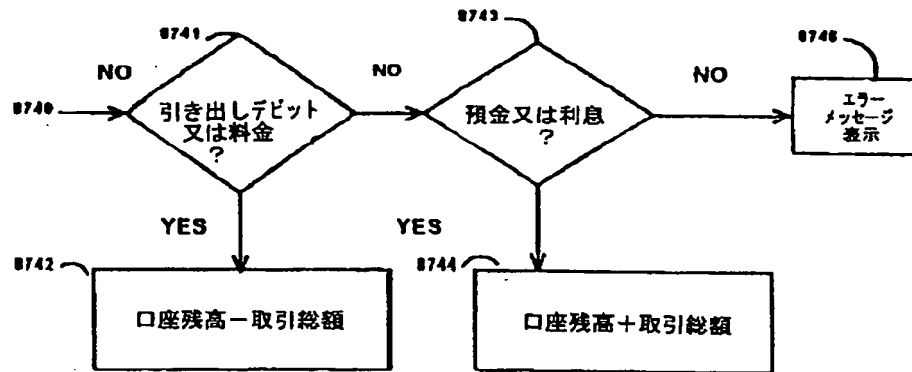 8741
8743
8745
NO
NO
NO
8740
引き出しデビット
又は料金
?
預金又は利息
?
エラー
メッセージ
表示
YES
YES
8742
8744
口座残高－取引総額
口座残高＋取引総額